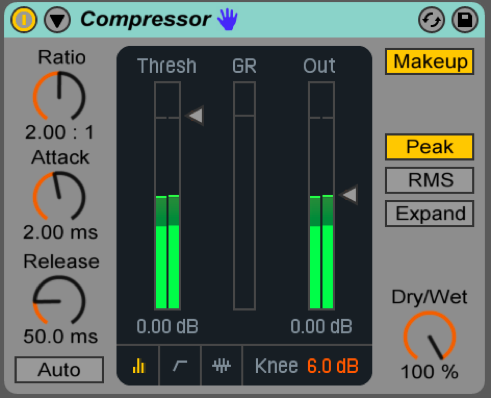 Compressor
Ratio
2.00 : 1
Attack
2.00 ms
Release
50.0 ms
Auto
Thresh GR Out
0.00 dB 0.00 dB
Knee 6.0 dB
Makeup
Peak
RMS
Expand
Dry/Wet
100 %